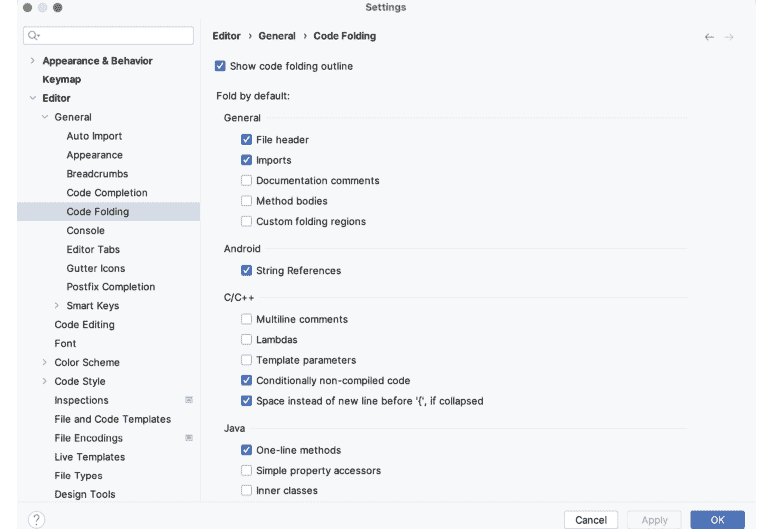 Settings
Editor › General › Code Folding
Appearance & Behavior
Keymap
Editor
General
Auto Import
Appearance
Breadcrumbs
Code Completion
Code Folding
Console
Editor Tabs
Gutter Icons
Postfix Completion
Smart Keys
Code Editing
Font
Color Scheme
Code Style
Inspections
File and Code Templates
File Encodings
Live Templates
File Types
Design Tools
Show code folding outline
Fold by default:
General
File header
Imports
Documentation comments
Method bodies
Custom folding regions
Android
String References
C/C++
Multiline comments
Lambdas
Template parameters
Conditionally non-compiled code
Space instead of new line before '{', if collapsed
Java
One-line methods
Simple property accessors
Inner classes
?
Cancel
Apply
OK